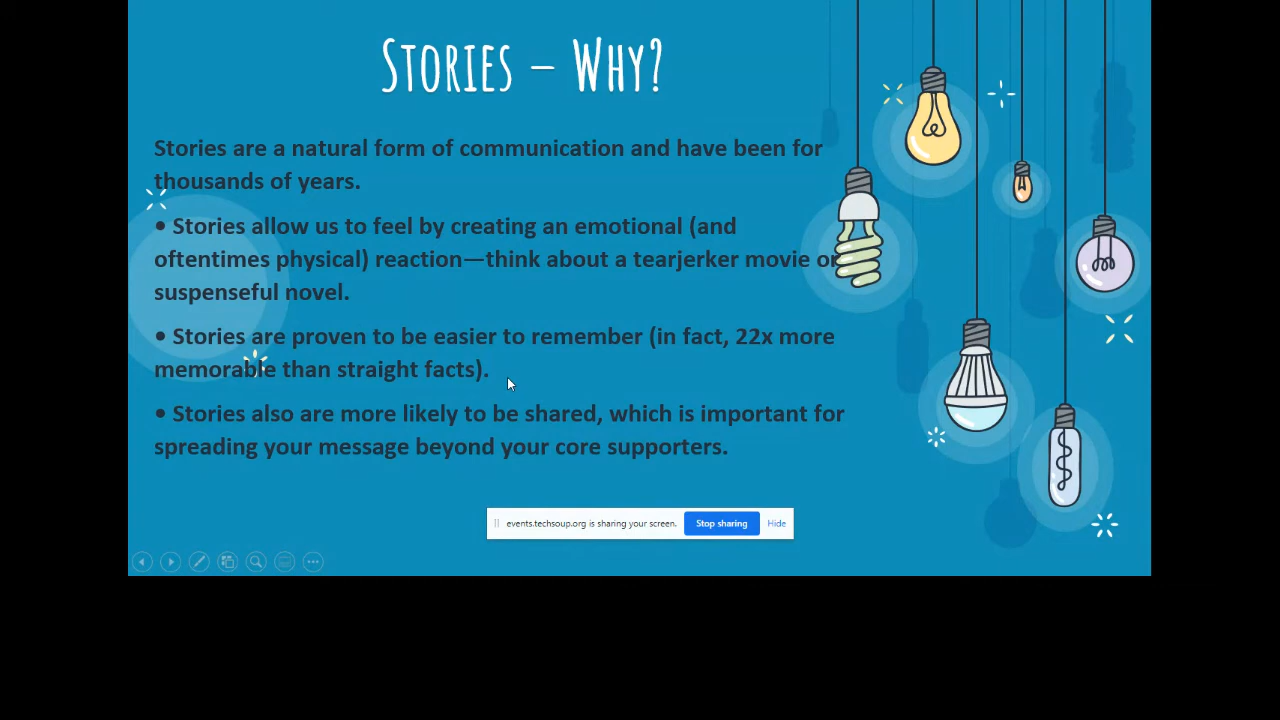 Stories – Why?
Stories are a natural form of communication and have been for
thousands of years.
• Stories allow us to feel by creating an emotional (and
oftentimes physical) reaction—think about a tearjerker movie or
suspenseful novel.
• Stories are proven to be easier to remember (in fact, 22x more
memorable than straight facts).
• Stories also are more likely to be shared, which is important for
spreading your message beyond your core supporters.
events.techsoup.org is sharing your screen. Stop sharing Hide